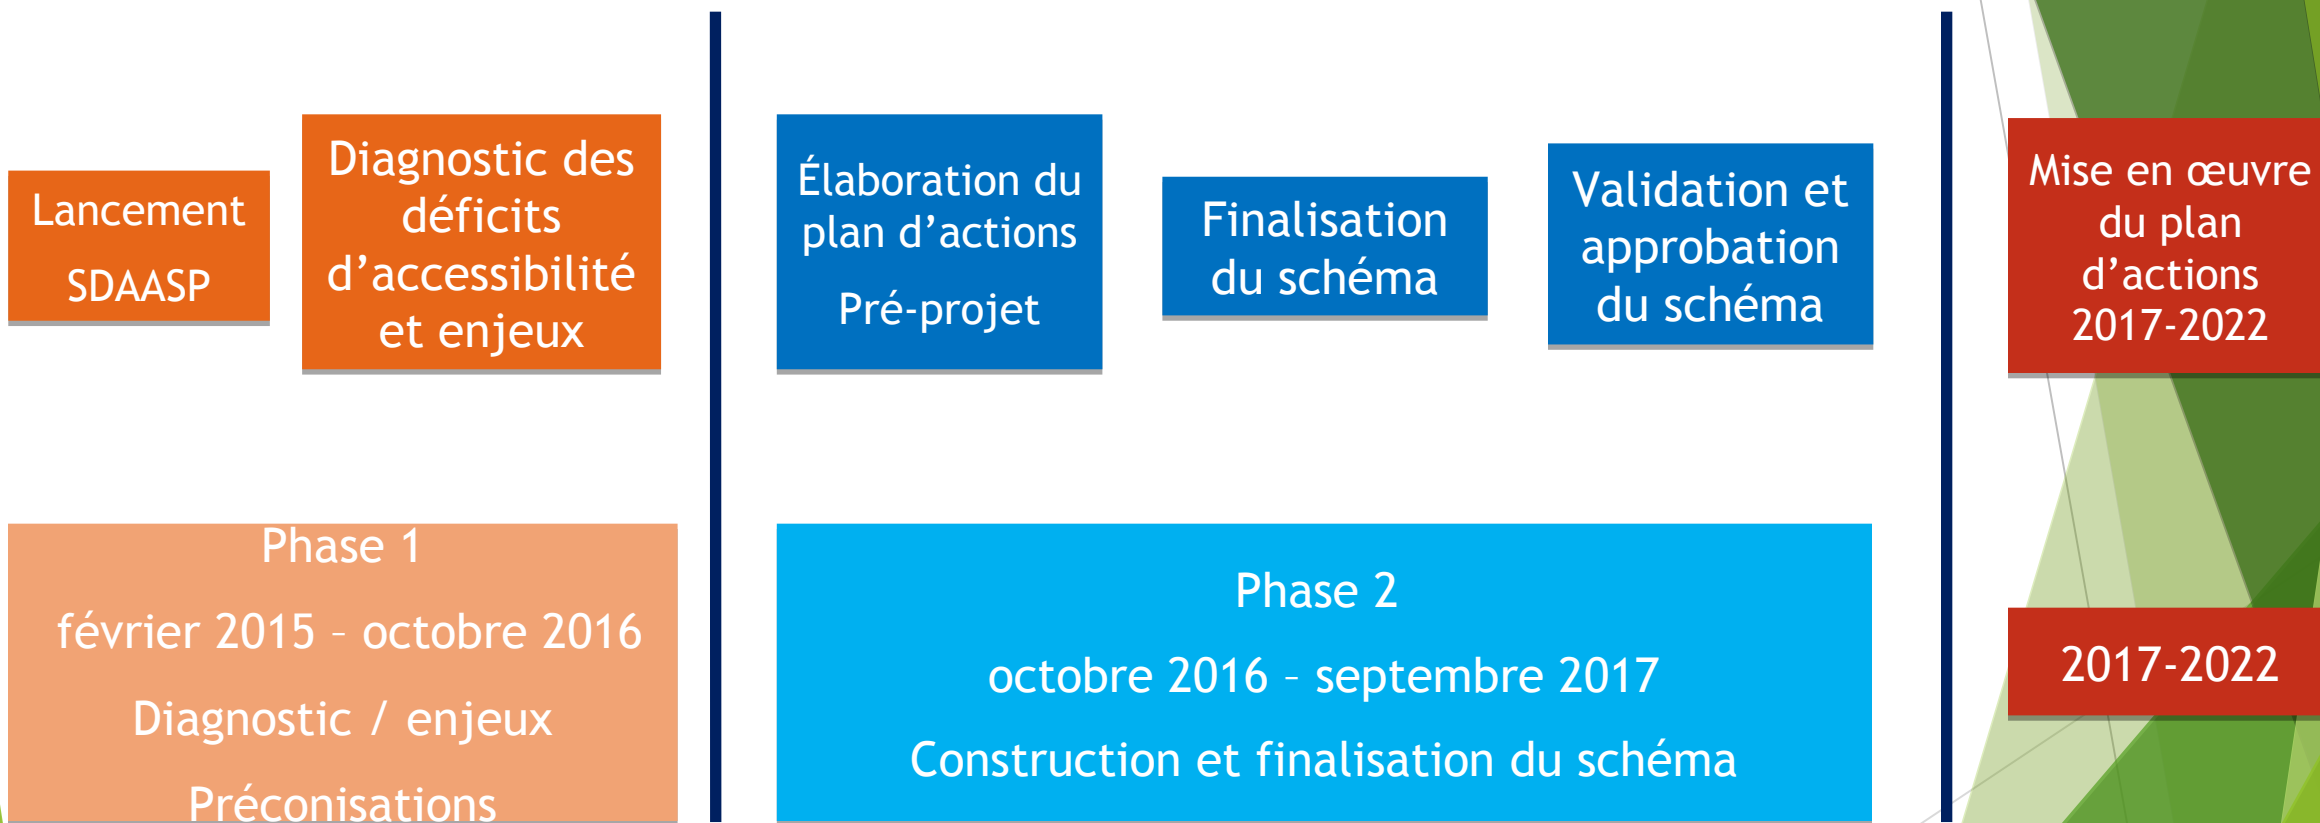 Lancement
SDAASP
Diagnostic des
déficits
d’accessibilité
et enjeux
Élaboration du
plan d’actions
Pré-projet
Finalisation
du schéma
Validation et
approbation
du schéma
Mise en œuvre
du plan
d’actions
2017-2022
Phase 1
février 2015 – octobre 2016
Diagnostic / enjeux
Préconisations
Phase 2
octobre 2016 – septembre 2017
Construction et finalisation du schéma
2017-2022